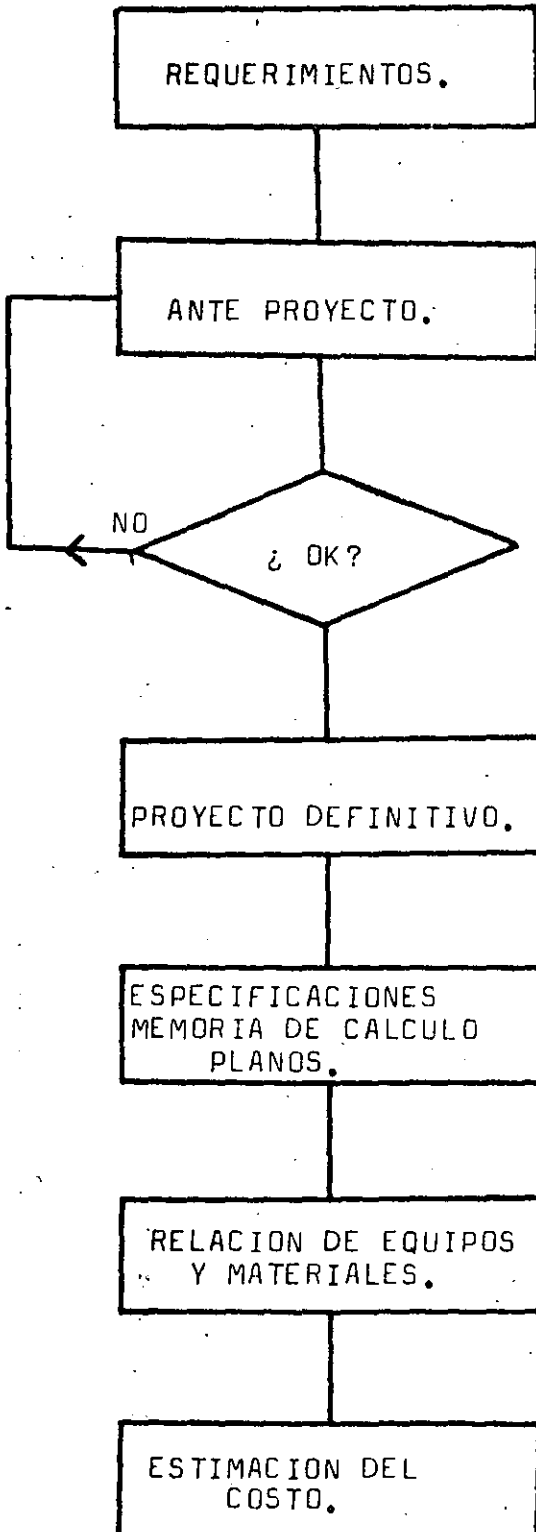 REQUERIMIENTOS.
ANTE PROYECTO.
NO
¿ OK?
PROYECTO DEFINITIVO.
ESPECIFICACIONES
MEMORIA DE CALCULO
PLANOS.
RELACION DE EQUIPOS
Y MATERIALES.
ESTIMACION DEL
COSTO.